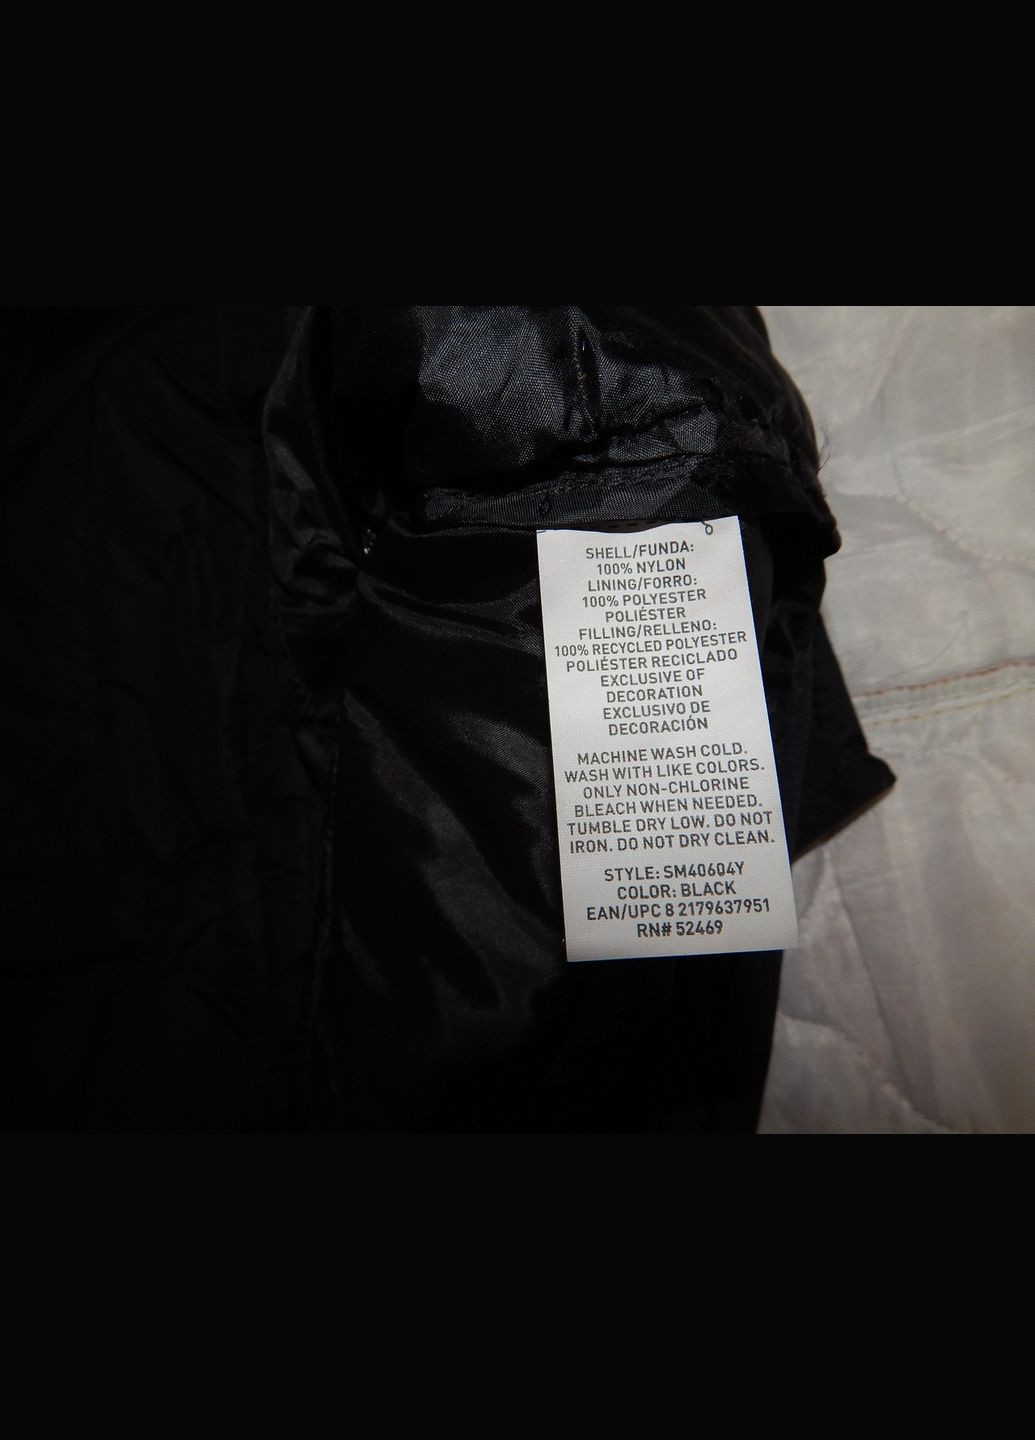 SHELL/FUNDA:
100% NYLON
LINING/FORRO:
100% POLYESTER
POLIÉSTER
FILLING/RELLENO:
100% RECYCLED POLYESTER
POLIÉSTER RECICLADO
EXCLUSIVE OF
DECORATION
EXCLUSIVO DE
DECORACIÓN
MACHINE WASH COLD.
WASH WITH LIKE COLORS.
ONLY NON-CHLORINE
BLEACH WHEN NEEDED.
TUMBLE DRY LOW. DO NOT
IRON. DO NOT DRY CLEAN.
STYLE: SM40604Y
COLOR: BLACK
EAN/UPC 8 2179637951
RN# 52469